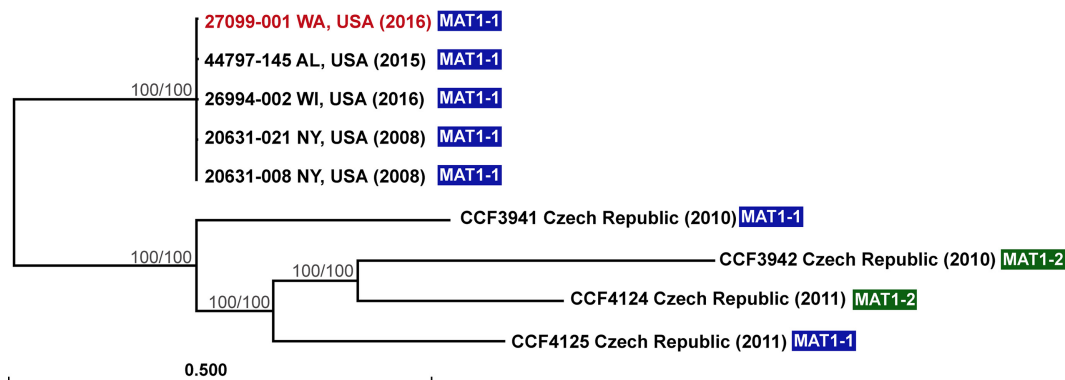 27099-001 WA, USA (2016) MAT1-1
44797-145 AL, USA (2015) MAT1-1
100/100
26994-002 WI, USA (2016) MAT1-1
20631-021 NY, USA (2008) MAT1-1
20631-008 NY, USA (2008) MAT1-1
CCF3941 Czech Republic (2010) MAT1-1
100/100
CCF3942 Czech Republic (2010) MAT1-2
100/100
CCF4124 Czech Republic (2011) MAT1-2
100/100
CCF4125 Czech Republic (2011) MAT1-1
0.500